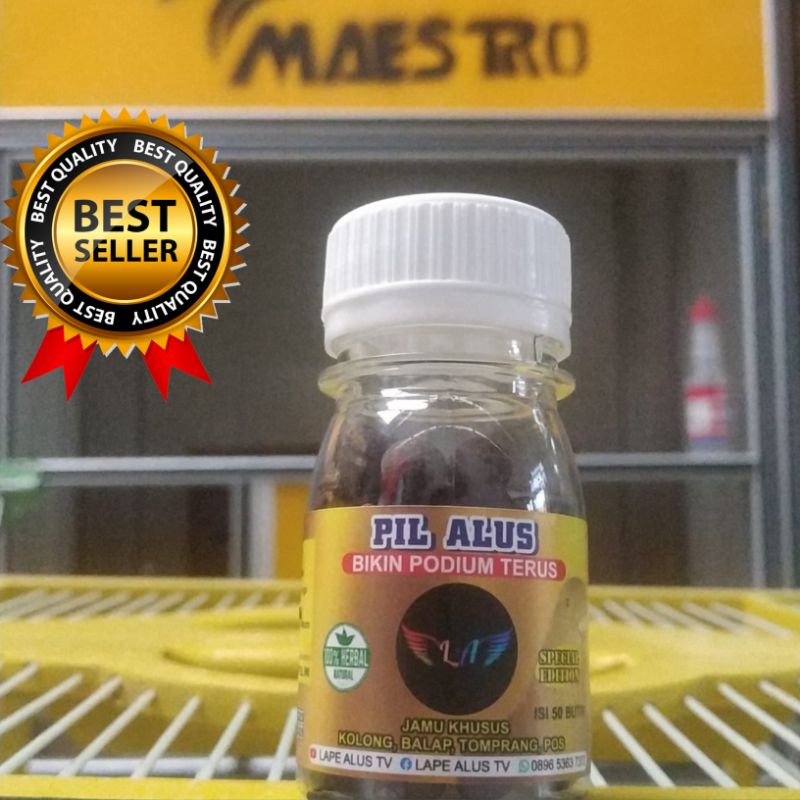 MAESTRO
BEST QUALITY BEST QUALITY BEST QUALITY BEST QUALITY
BEST
SELLER
PIL ALUS
BIKIN PODIUM TERUS
LA
100% HERBAL
NATURAL
SPECIAL
EDITION
ISI 50
JAMU KHUSUS
KOLONG, BALAP, TOMPRANG, POS
LAPE ALUS TV LAPE ALUS TV 0896 5363